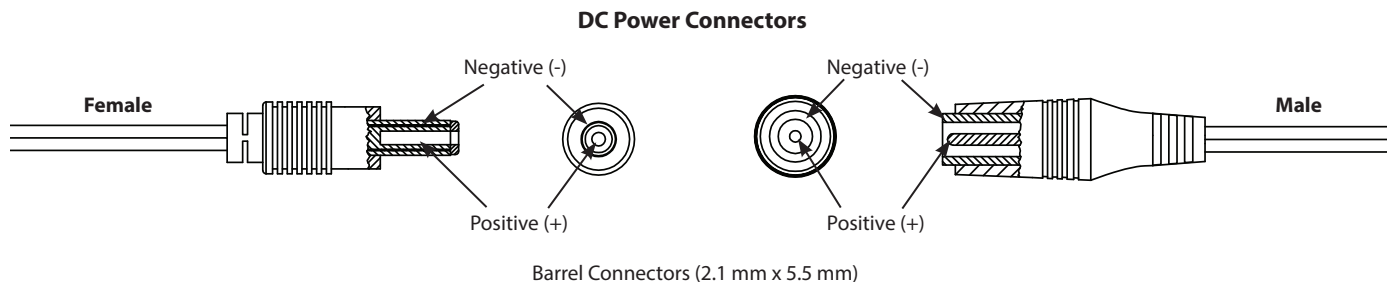 DC Power Connectors
Negative (-)
Negative (-)
Female
Male
Positive (+)
Positive (+)
Barrel Connectors (2.1 mm x 5.5 mm)